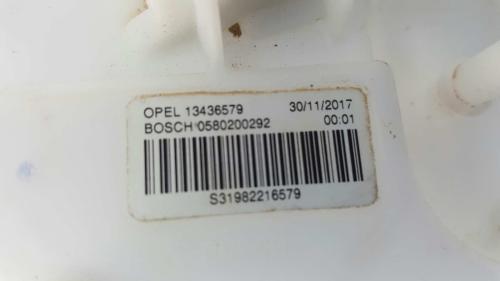 OPEL 13436579 30/11/2017
BOSCH 0580200292 00:01
S31982216579